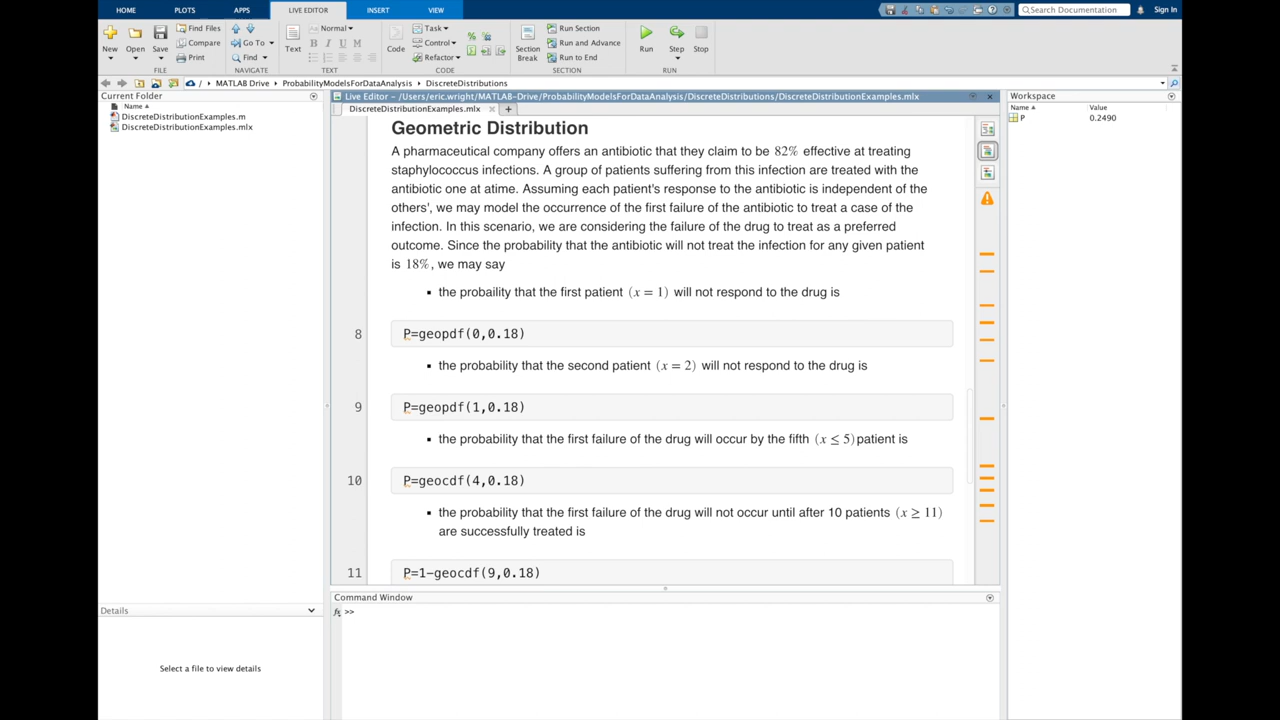 HOME PLOTS APPS LIVE EDITOR INSERT VIEW Search Documentation Sign In
New Open Save Find Files Compare Print Go To Find Text Normal B I U M Code Task Control Refactor Section Break Run Section Run and Advance Run to End Run Step Stop
FILE NAVIGATE TEXT CODE SECTION RUN
/ MATLAB Drive ProbabilityModelsForDataAnalysis DiscreteDistributions
Current Folder
Name
DiscreteDistributionExamples.m
DiscreteDistributionExamples.mlx
Details
Select a file to view details
Live Editor - /Users/eric.wright/MATLAB-Drive/ProbabilityModelsForDataAnalysis/DiscreteDistributions/DiscreteDistributionExamples.mlx
DiscreteDistributionExamples.mlx
Geometric Distribution
A pharmaceutical company offers an antibiotic that they claim to be 82% effective at treating
staphylococcus infections. A group of patients suffering from this infection are treated with the
antibiotic one at atime. Assuming each patient's response to the antibiotic is independent of the
others', we may model the occurrence of the first failure of the antibiotic to treat a case of the
infection. In this scenario, we are considering the failure of the drug to treat as a preferred
outcome. Since the probability that the antibiotic will not treat the infection for any given patient
is 18%, we may say
▪ the probaility that the first patient (x = 1) will not respond to the drug is
8 P=geopdf(0,0.18)
▪ the probability that the second patient (x = 2) will not respond to the drug is
9 P=geopdf(1,0.18)
▪ the probability that the first failure of the drug will occur by the fifth (x ≤ 5)patient is
10 P=geocdf(4,0.18)
▪ the probability that the first failure of the drug will not occur until after 10 patients (x ≥ 11)
are successfully treated is
11 P=1-geocdf(9,0.18)
Command Window
fx >>
Workspace
Name Value
P 0.2490